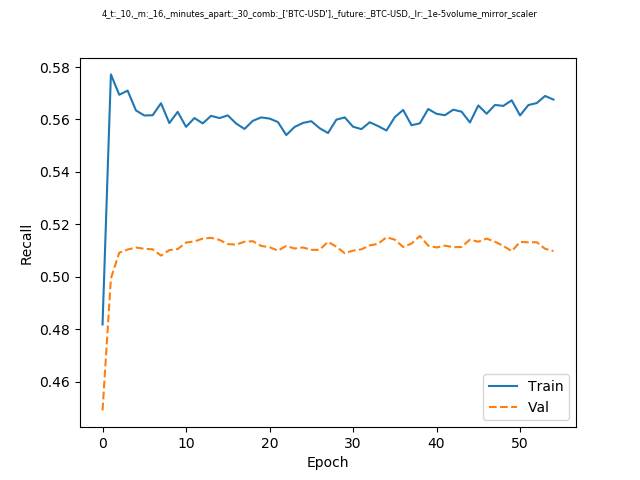 4_t:_10,_m:_16,_minutes_apart:_30_comb:_['BTC-USD'],_future:_BTC-USD,_lr:_1e-5volume_mirror_scaler
0.58
0.56
0.54
0.52
0.50
0.48
0.46
Recall
0 10 20 30 40 50
Epoch
Train
Val